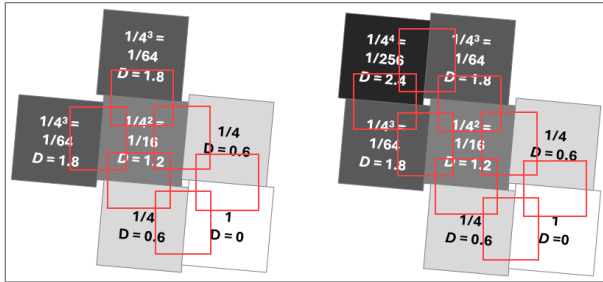 1/4³ =
1/64
D = 1.8
1/4³ =
1/64
D = 1.8
1/4² =
1/16
D = 1.2
1/4
D = 0.6
1/4
D = 0.6
1
D = 0
1/4⁴ =
1/256
D = 2.4
1/4³ =
1/64
D = 1.8
1/4³ =
1/64
D = 1.8
1/4² =
1/16
D = 1.2
1/4
D = 0.6
1/4
D = 0.6
1
D =0